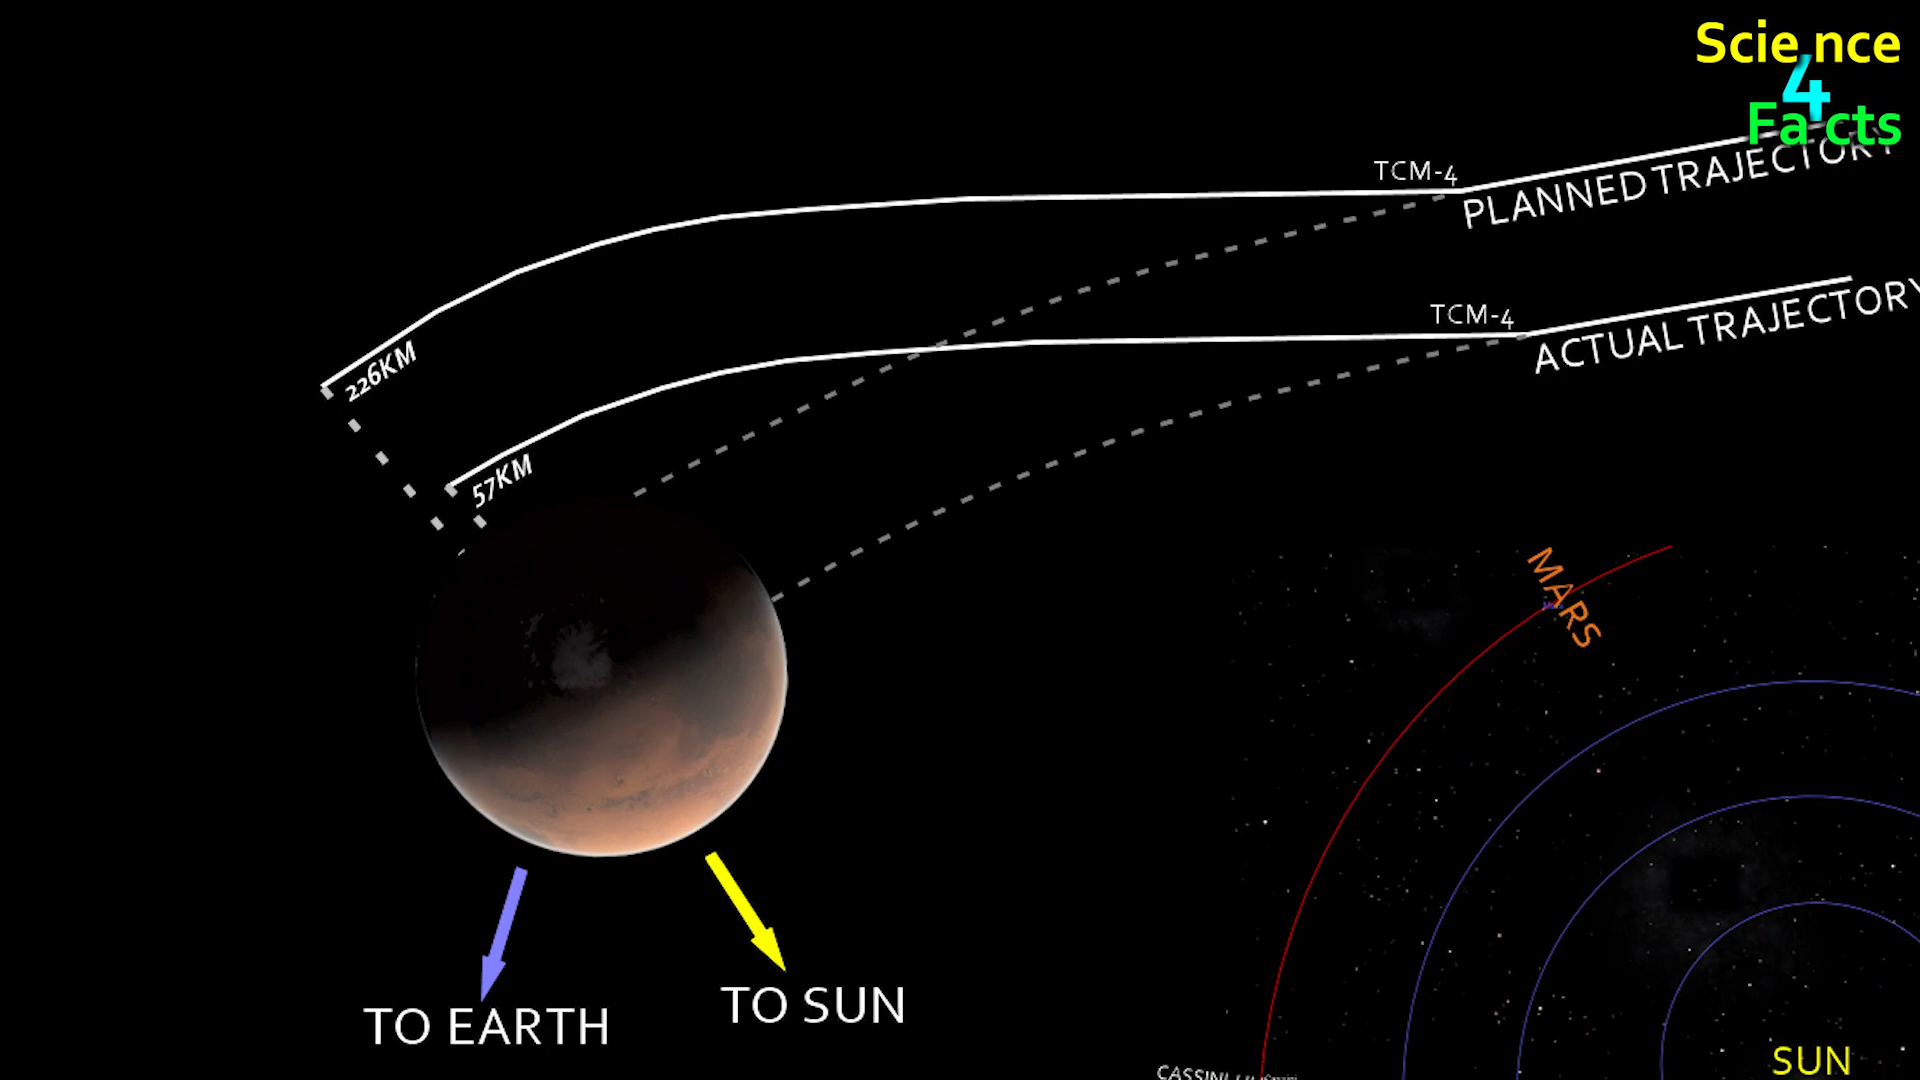 Science
4
Facts
TCM-4
PLANNED TRAJECTORY
TCM-4
ACTUAL TRAJECTORY
226KM
57KM
MARS
TO EARTH
TO SUN
SUN